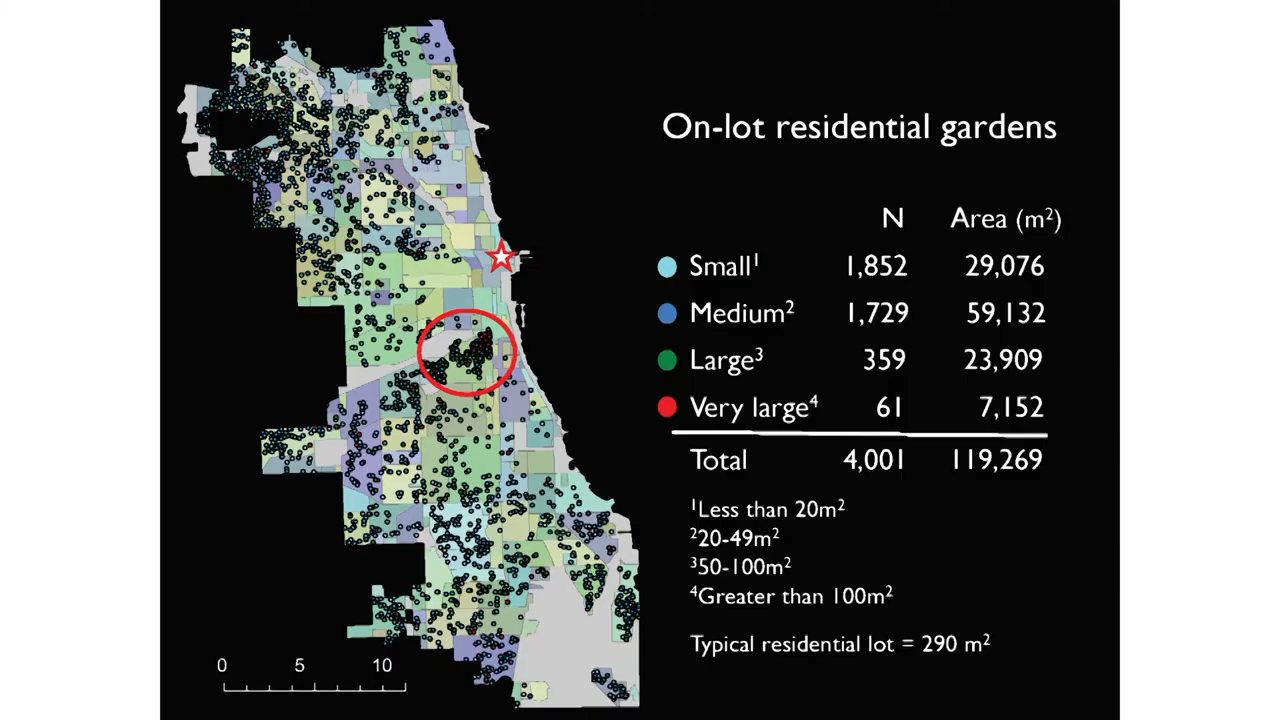 On-lot residential gardens
N Area (m²)
Small¹ 1,852 29,076
Medium² 1,729 59,132
Large³ 359 23,909
Very large⁴ 61 7,152
Total 4,001 119,269
¹Less than 20m²
²20-49m²
³50-100m²
⁴Greater than 100m²
Typical residential lot = 290 m²
0 5 10